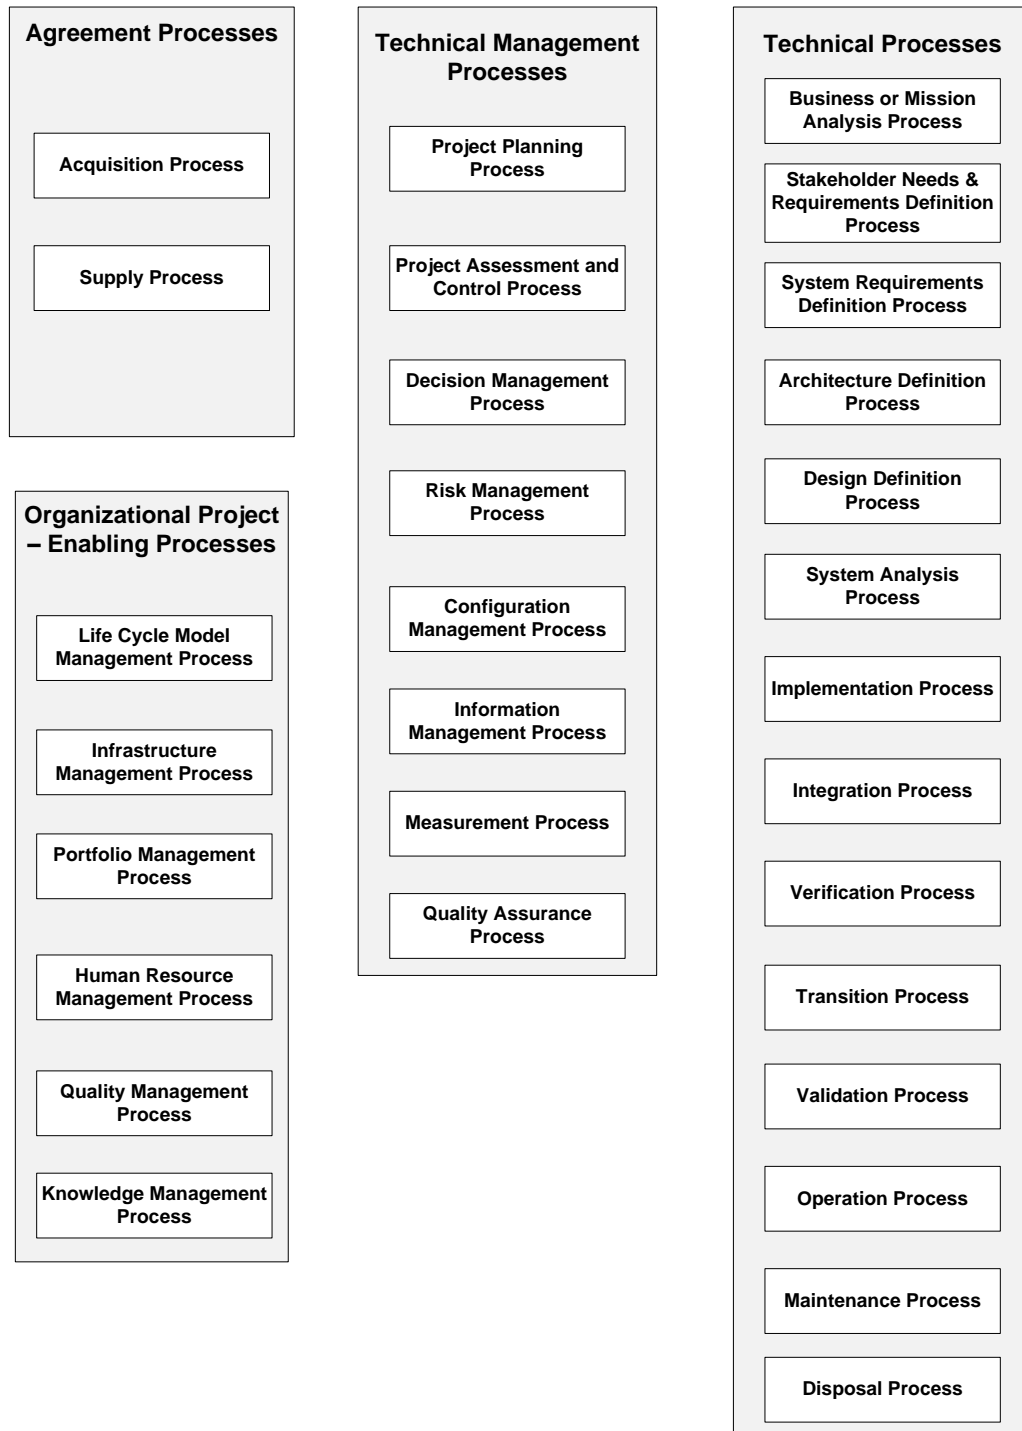 Agreement Processes
Acquisition Process
Supply Process
Organizational Project
– Enabling Processes
Life Cycle Model
Management Process
Infrastructure
Management Process
Portfolio Management
Process
Human Resource
Management Process
Quality Management
Process
Knowledge Management
Process
Technical Management
Processes
Project Planning
Process
Project Assessment and
Control Process
Decision Management
Process
Risk Management
Process
Configuration
Management Process
Information
Management Process
Measurement Process
Quality Assurance
Process
Technical Processes
Business or Mission
Analysis Process
Stakeholder Needs &
Requirements Definition
Process
System Requirements
Definition Process
Architecture Definition
Process
Design Definition
Process
System Analysis
Process
Implementation Process
Integration Process
Verification Process
Transition Process
Validation Process
Operation Process
Maintenance Process
Disposal Process